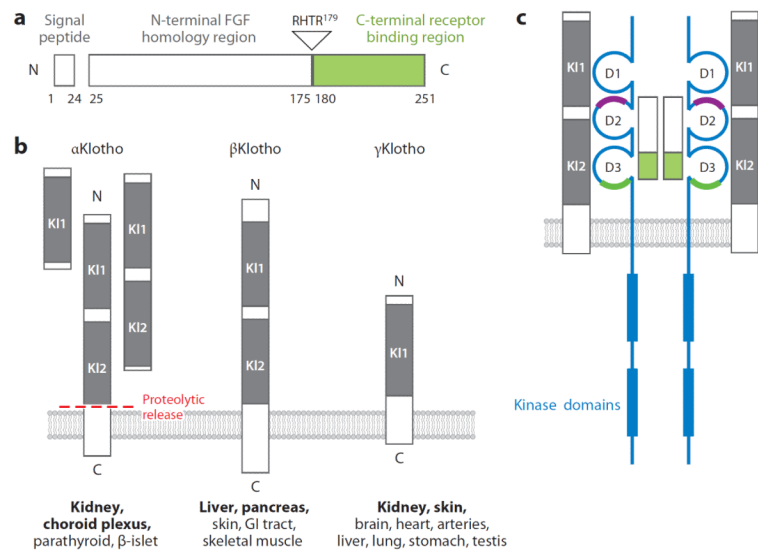 a
Signal
peptide
N-terminal FGF
homology region
RHTR¹⁷⁹
C-terminal receptor
binding region
N
C
1
24
25
175
180
251
b
αKlotho
βKlotho
γKlotho
N
N
N
Kl1
Kl1
Kl1
Kl1
Kl1
Kl2
Kl2
Kl2
Proteolytic
release
C
C
C
Kidney,
choroid plexus,
parathyroid, β-islet
Liver, pancreas,
skin, GI tract,
skeletal muscle
Kidney, skin,
brain, heart, arteries,
liver, lung, stomach, testis
c
Kl1
D1
D1
Kl1
D2
D2
Kl2
D3
D3
Kl2
Kinase domains